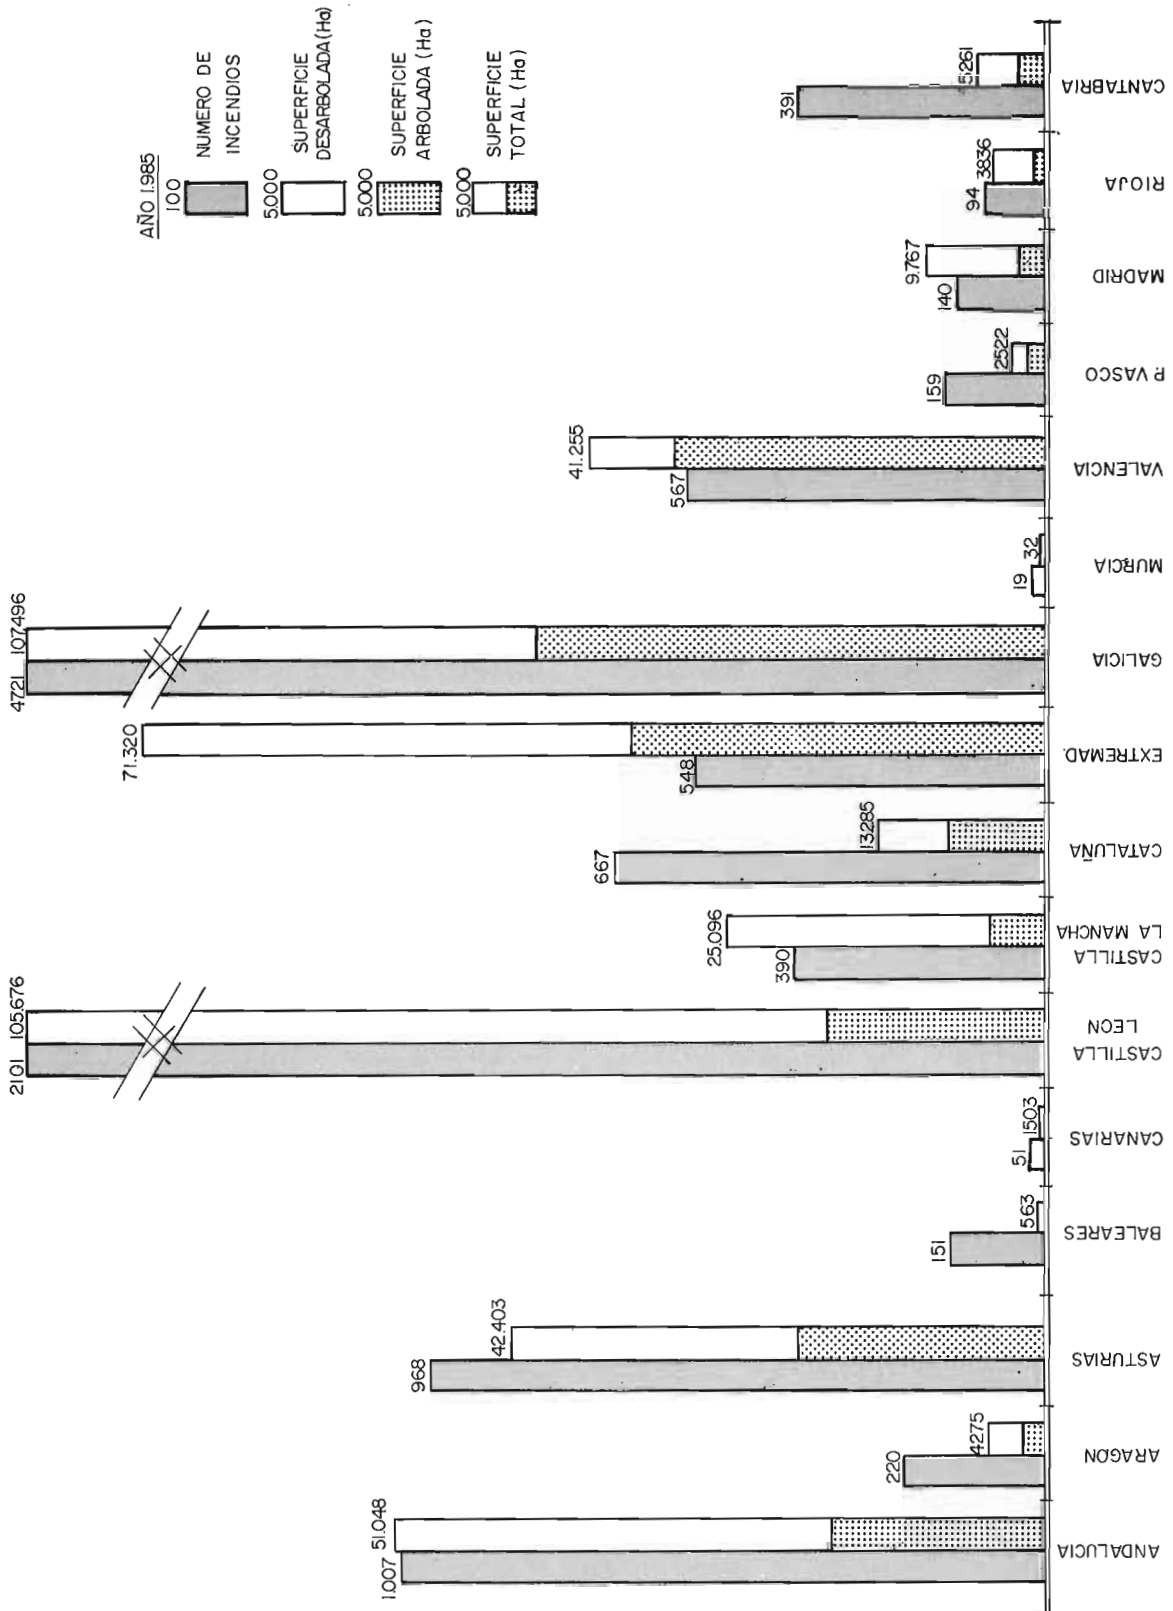 AÑO 1.985
100
NUMERO DE
INCENDIOS
5.000
SUPERFICIE
DESARBOLADA (Ha)
5.000
SUPERFICIE
ARBOLADA (Ha)
5.000
SUPERFICIE
TOTAL (Ha)
1.007
51.048
220
4275
968
42.403
151
563
51
1503
2101
105.676
390
25.096
667
13285
548
71.320
4721
107.496
19
32
567
41.255
159
2522
140
9.767
94
3836
391
15261
ANDALUCIA
ARAGON
ASTURIAS
BALEARES
CANARIAS
CASTILLA
LEON
CASTILLA
LA MANCHA
CATALUÑA
EXTREMAD.
GALICIA
MURCIA
VALENCIA
P. VASCO
MADRID
RIOJA
CANTABRIA